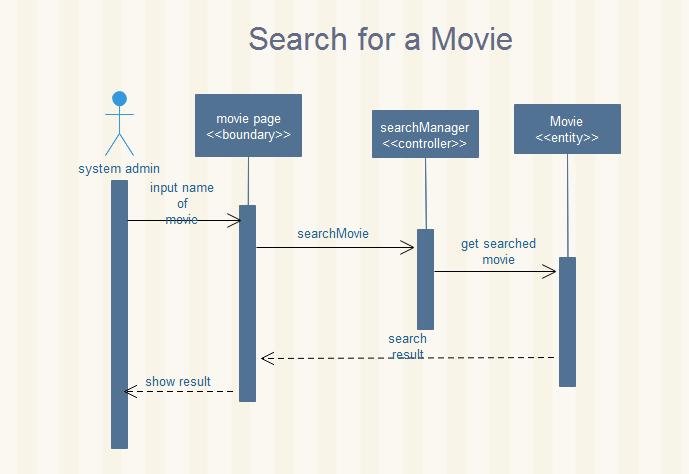 Search for a Movie
movie page
<<boundary>>
searchManager
<<controller>>
Movie
<<entity>>
system admin
input name
of
movie
searchMovie
get searched
movie
search
result
show result